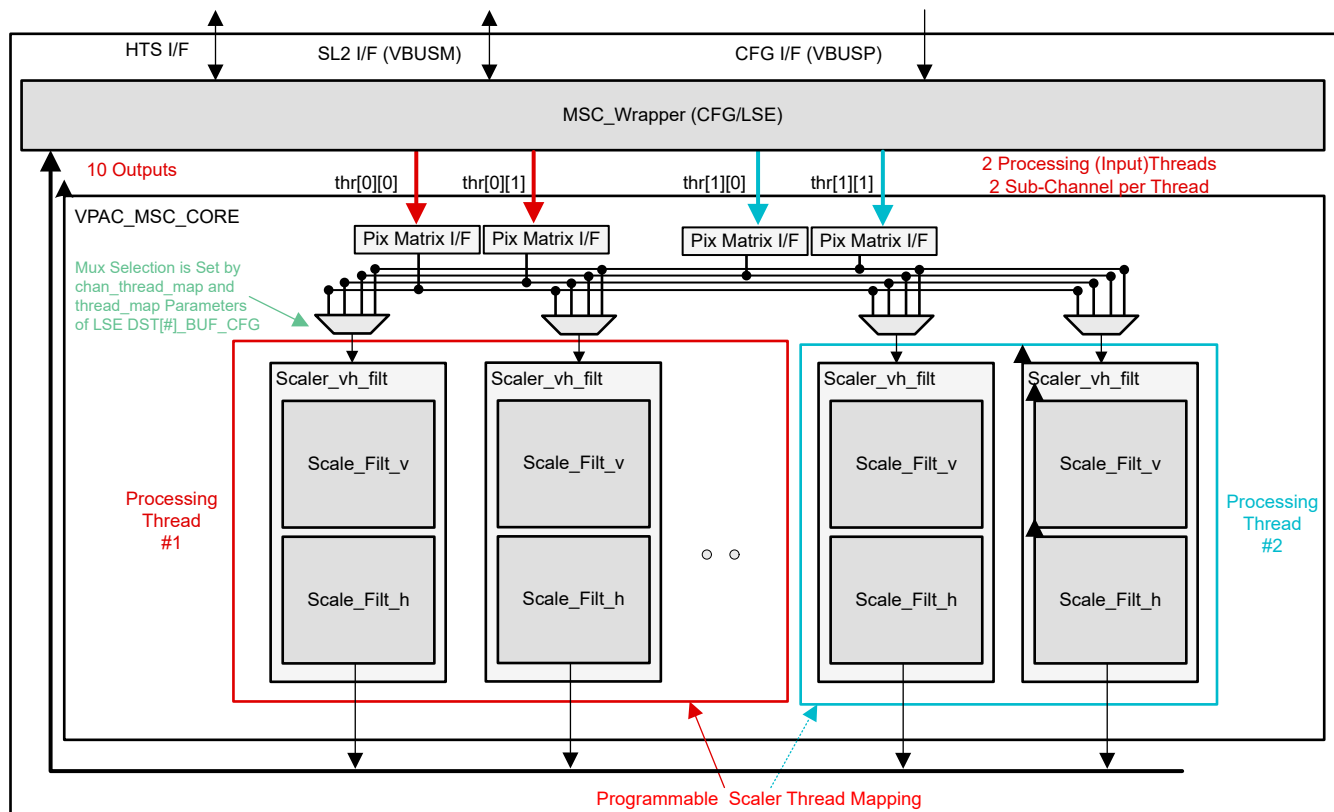 HTS I/F
SL2 I/F (VBUSM)
CFG I/F (VBUSP)
MSC_Wrapper (CFG/LSE)
10 Outputs
2 Processing (Input)Threads
2 Sub-Channel per Thread
thr[0][0]
thr[0][1]
thr[1][0]
thr[1][1]
VPAC_MSC_CORE
Pix Matrix I/F
Pix Matrix I/F
Pix Matrix I/F
Pix Matrix I/F
Mux Selection is Set by
chan_thread_map and
thread_map Parameters
of LSE DST[#]_BUF_CFG
Scaler_vh_filt
Scaler_vh_filt
Scaler_vh_filt
Scaler_vh_filt
Scale_Filt_v
Scale_Filt_v
Scale_Filt_v
Scale_Filt_v
Processing
Thread
#1
Processing
Thread
#2
Scale_Filt_h
Scale_Filt_h
Scale_Filt_h
Scale_Filt_h
Programmable Scaler Thread Mapping